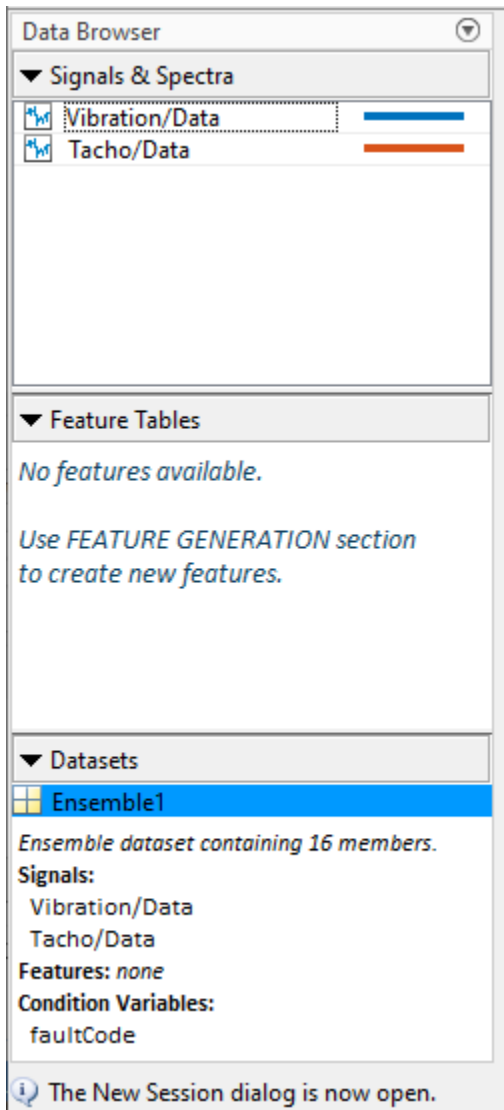 Data Browser
Signals & Spectra
Vibration/Data
Tacho/Data
Feature Tables
No features available.
Use FEATURE GENERATION section
to create new features.
Datasets
Ensemble1
Ensemble dataset containing 16 members.
Signals:
Vibration/Data
Tacho/Data
Features: none
Condition Variables:
faultCode
The New Session dialog is now open.